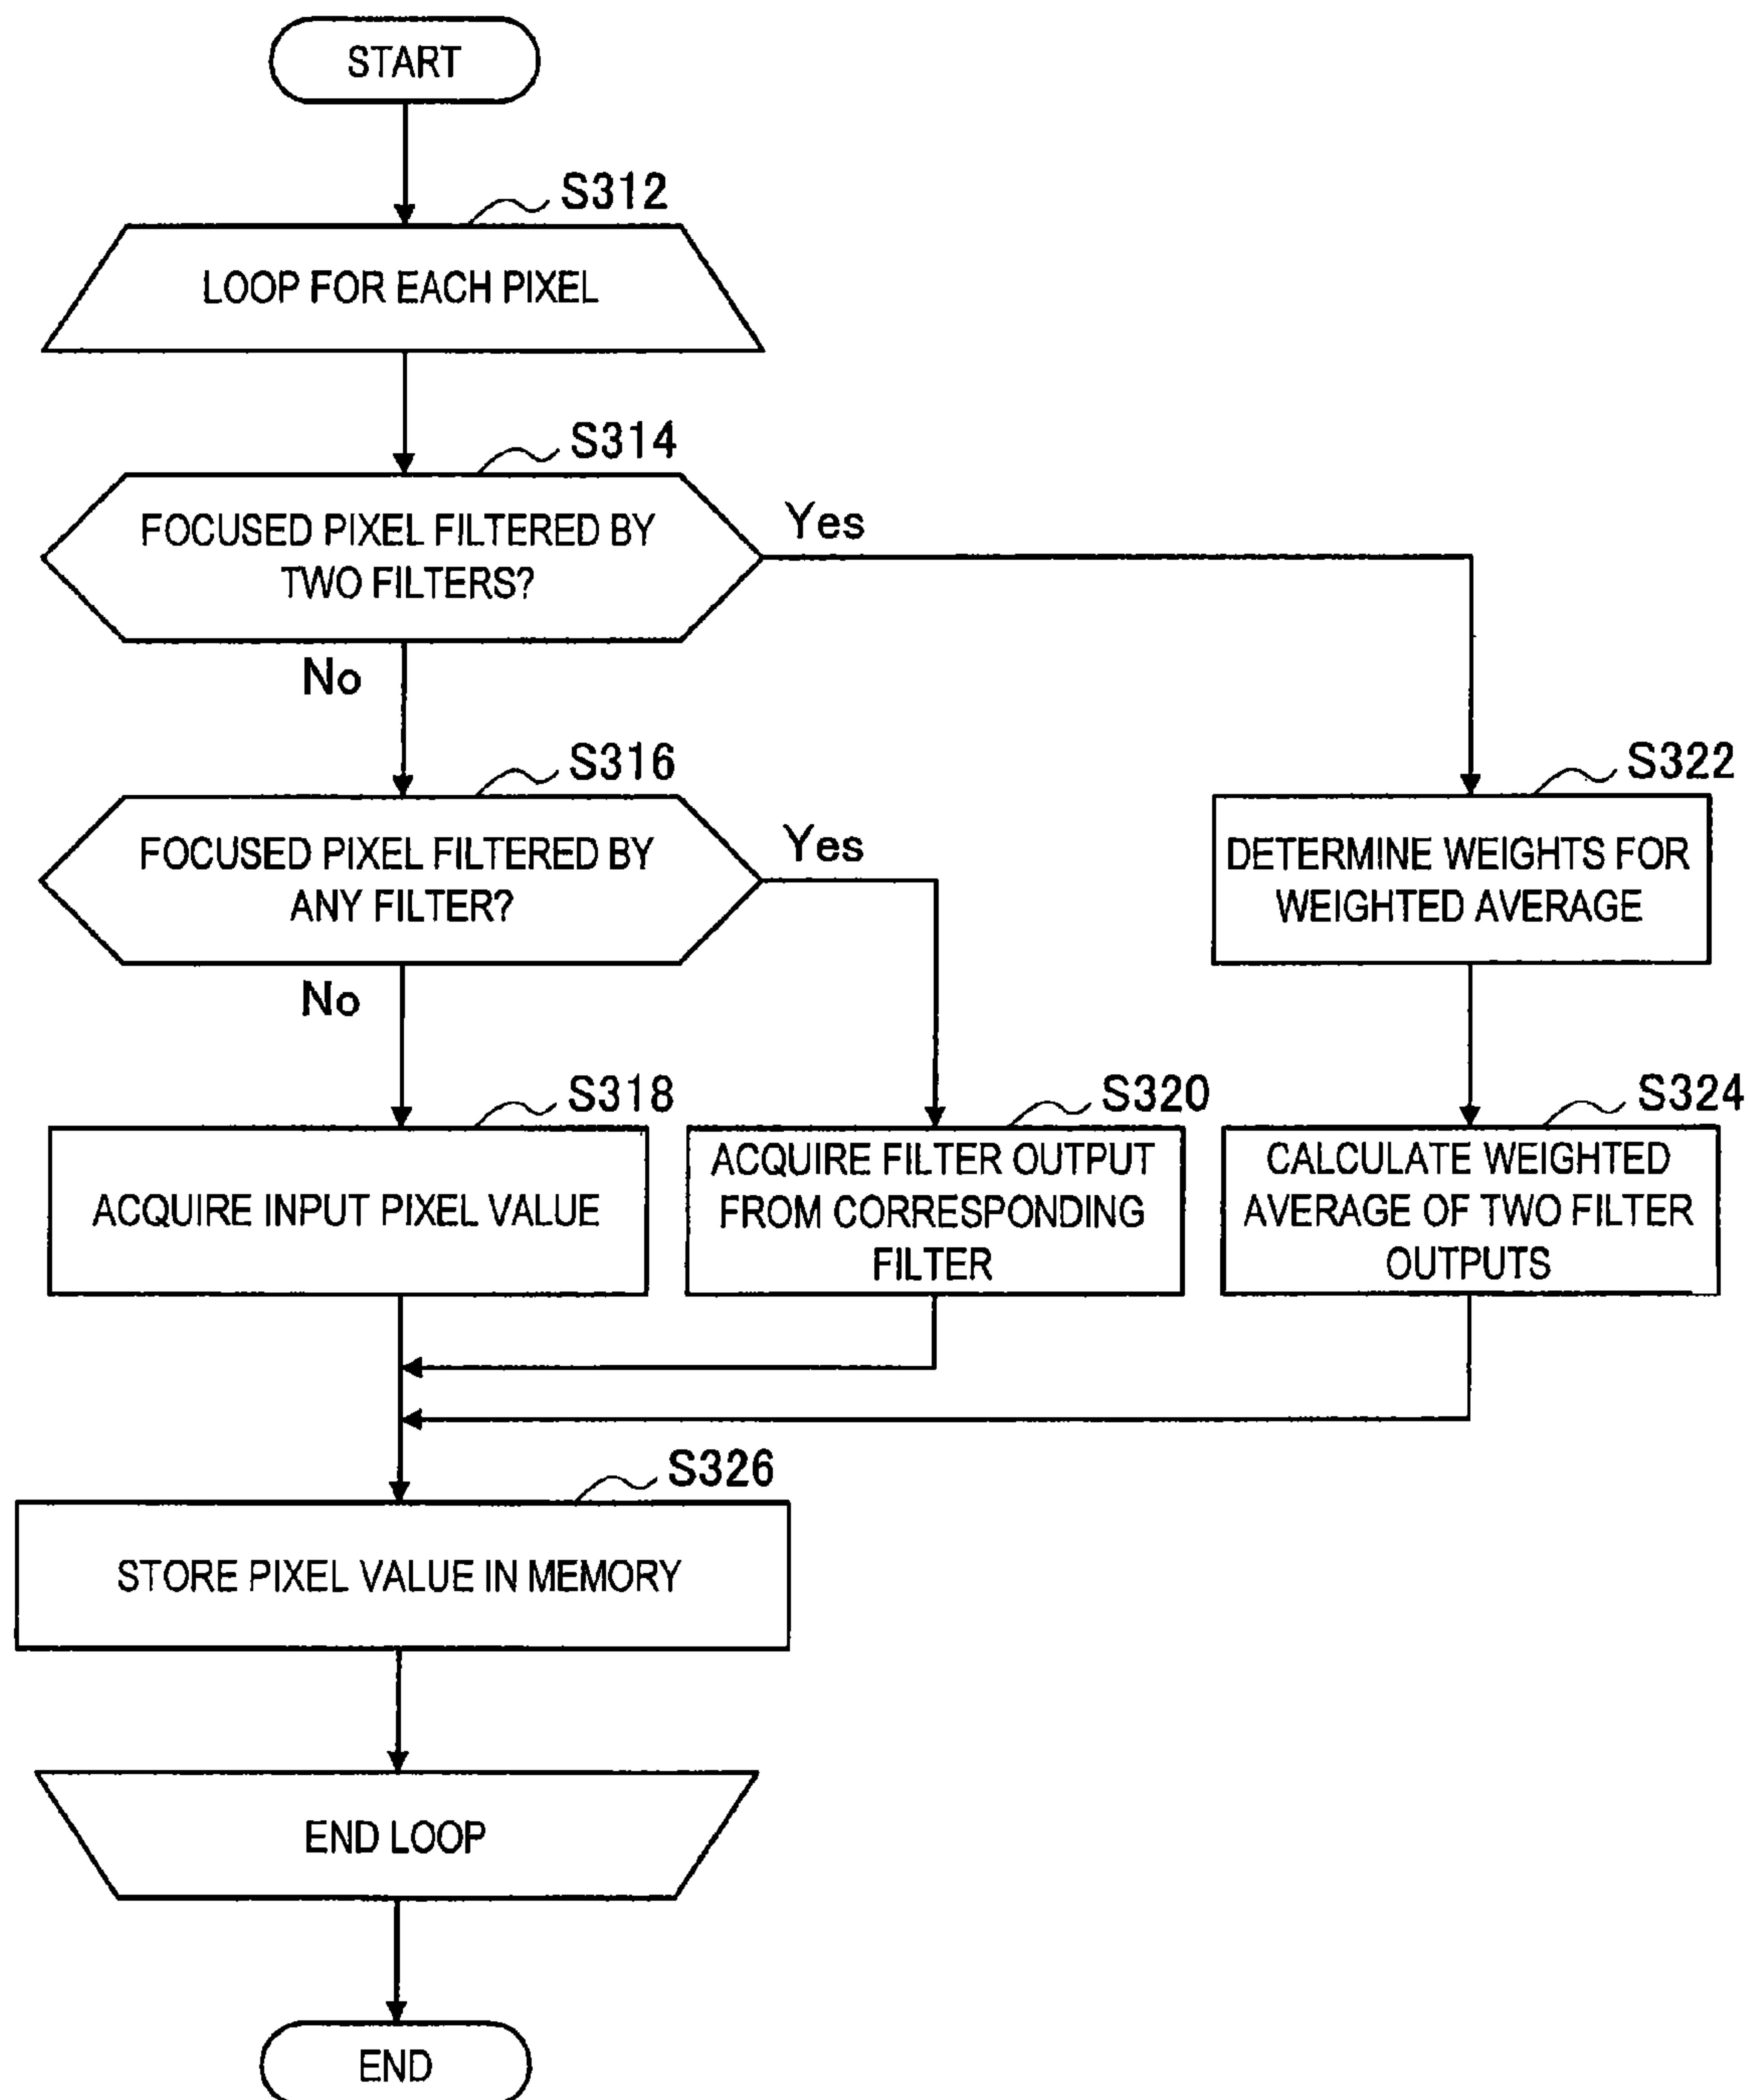 START
S312
LOOP FOR EACH PIXEL
S314
FOCUSED PIXEL FILTERED BY
TWO FILTERS?
Yes
No
S316
FOCUSED PIXEL FILTERED BY
ANY FILTER?
Yes
No
S322
DETERMINE WEIGHTS FOR
WEIGHTED AVERAGE
S318
ACQUIRE INPUT PIXEL VALUE
S320
ACQUIRE FILTER OUTPUT
FROM CORRESPONDING
FILTER
S324
CALCULATE WEIGHTED
AVERAGE OF TWO FILTER
OUTPUTS
S326
STORE PIXEL VALUE IN MEMORY
END LOOP
END